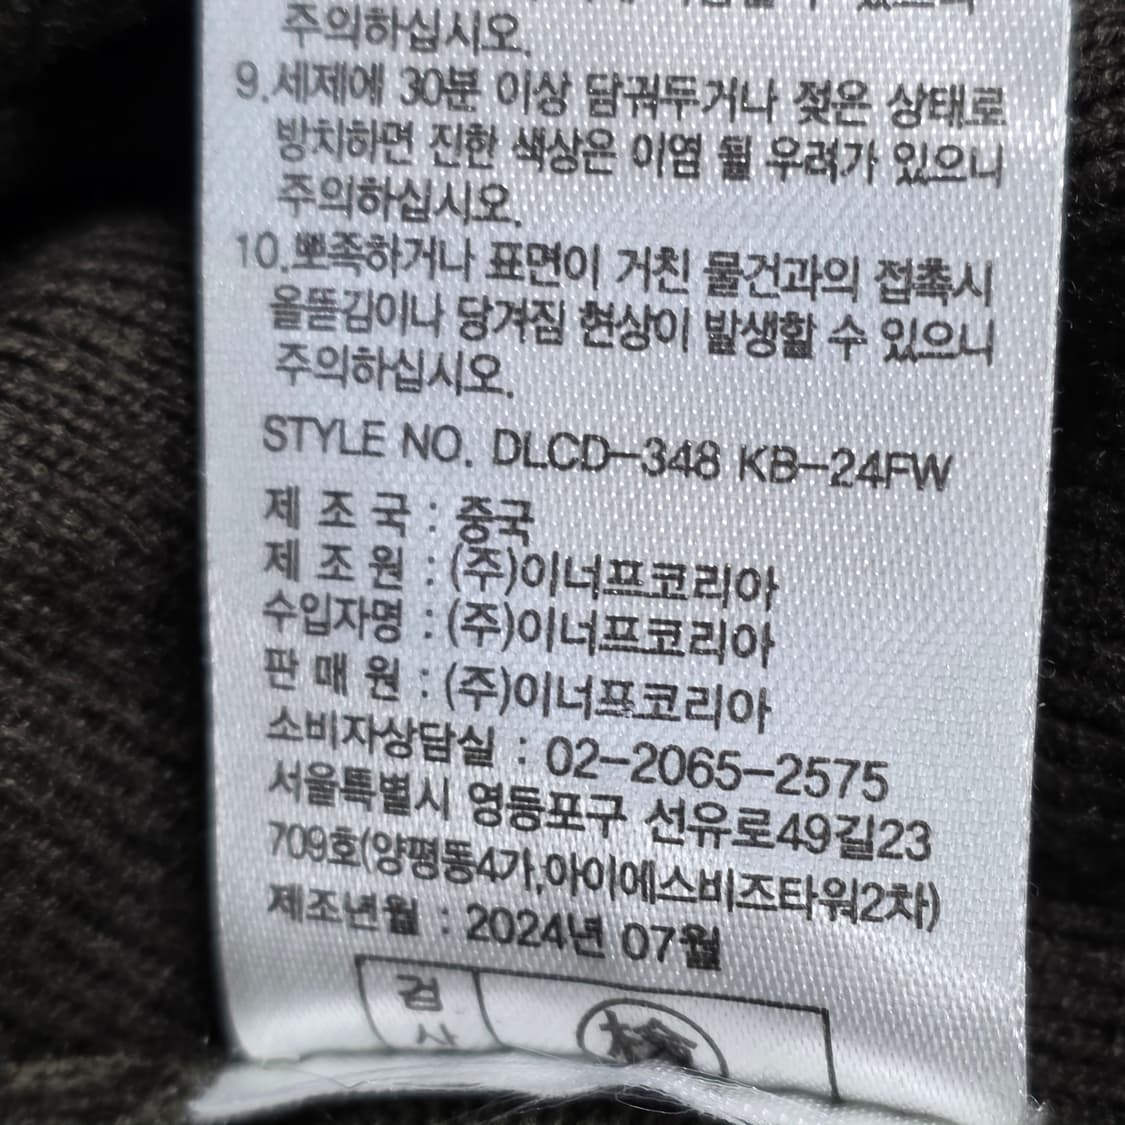 주의하십시오.
9.세제에 30분 이상 담궈두거나 젖은 상태로
방치하면 진한 색상은 이염 될 우려가 있으니
주의하십시오.
10.뾰족하거나 표면이 거친 물건과의 접촉시
올뜯김이나 당겨짐 현상이 발생할 수 있으니
주의하십시오.
STYLE NO. DLCD-348 KB-24FW
제 조 국 : 중국
제 조 원 : (주)이너프코리아
수입자명 : (주)이너프코리아
판 매 원 : (주)이너프코리아
소비자상담실 : 02-2065-2575
서울특별시 영등포구 선유로49길23
709호(양평동4가,아이에스비즈타워2차)
제조년월 : 2024년 07월
검
사
檢